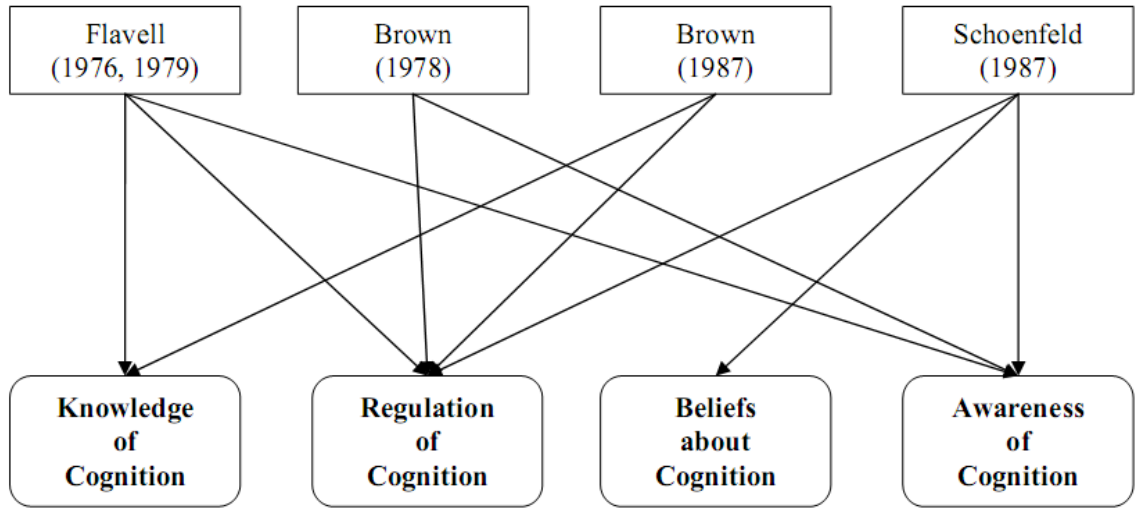 Flavell
(1976, 1979)
Brown
(1978)
Brown
(1987)
Schoenfeld
(1987)
Knowledge
of
Cognition
Regulation
of
Cognition
Beliefs
about
Cognition
Awareness
of
Cognition